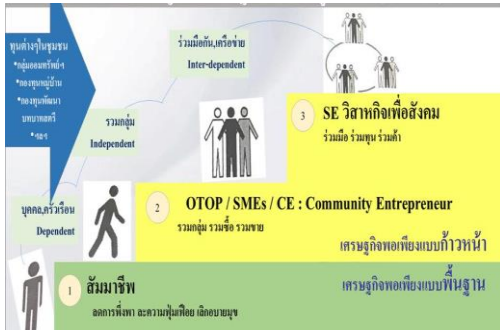 ทุนต่างๆในชุมชน
*กลุ่มออมทรัพย์ฯ
*กองทุนหมู่บ้าน
*กองทุนพัฒนา
บทบาทสตรี
*ฯลฯ
ร่วมมือกัน,เครือข่าย
Inter-dependent
รวมกลุ่ม
Independent
บุคคล,ครัวเรือน
Dependent
3 SE วิสาหกิจเพื่อสังคม
ร่วมมือ ร่วมทุน ร่วมค้า
2 OTOP / SMEs / CE : Community Entrepreneur
รวมกลุ่ม รวมซื้อ รวมขาย
เศรษฐกิจพอเพียงแบบก้าวหน้า
1 สัมมาชีพ
เศรษฐกิจพอเพียงแบบพื้นฐาน
ลดการพึ่งพา ละความฟุ่มเฟือย เลิกอบายมุข